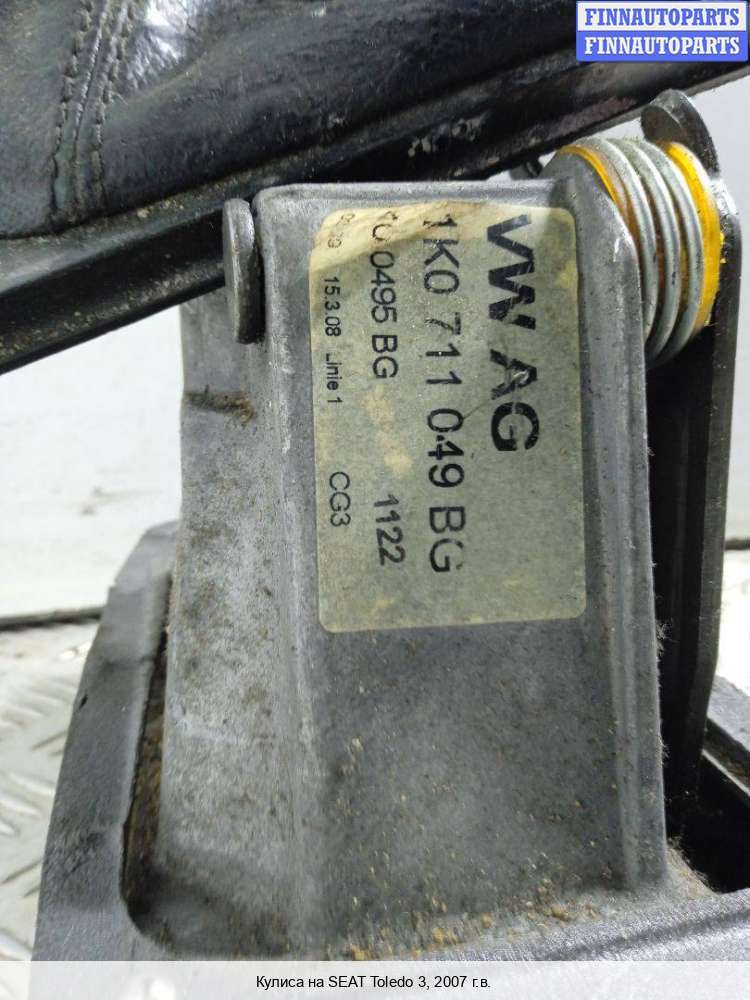 FINNAUTOPARTS
FINNAUTOPARTS
VW AG
1K0 711 049 BG
0495 BG 1122
15.3.08 Linie 1 CG3
Кулиса на SEAT Toledo 3, 2007 г.в.